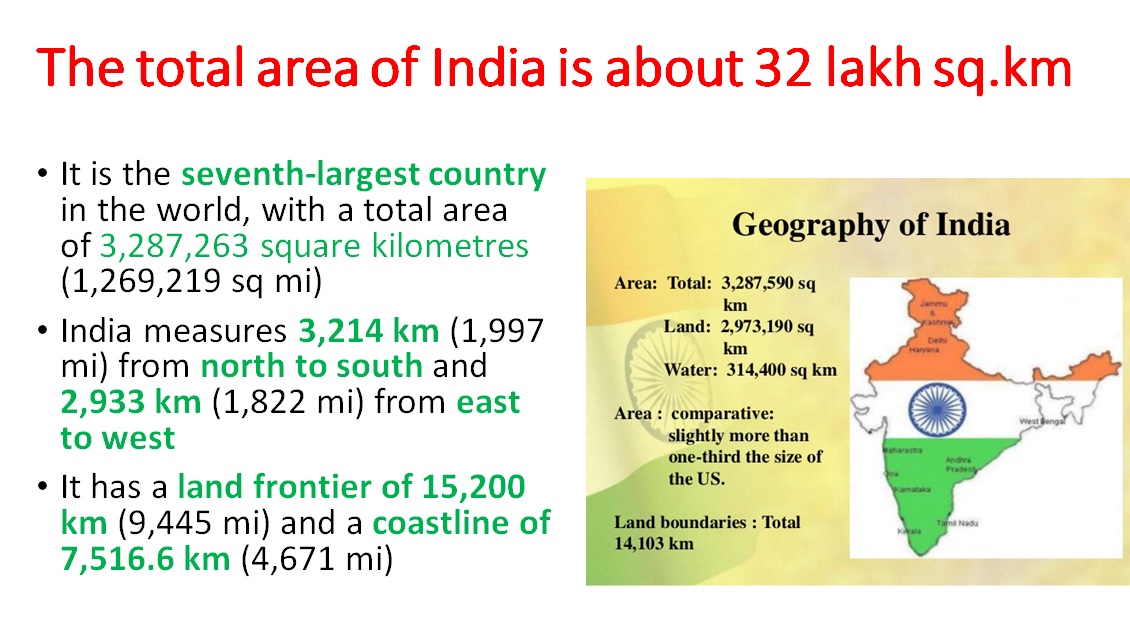 The total area of India is about 32 lakh sq.km
• It is the seventh-largest country
in the world, with a total area
of 3,287,263 square kilometres
(1,269,219 sq mi)
• India measures 3,214 km (1,997
mi) from north to south and
2,933 km (1,822 mi) from east
to west
• It has a land frontier of 15,200
km (9,445 mi) and a coastline of
7,516.6 km (4,671 mi)
Geography of India
Area: Total: 3,287,590 sq
km
Land: 2,973,190 sq
km
Water: 314,400 sq km
Area : comparative:
slightly more than
one-third the size of
the US.
Land boundaries : Total
14,103 km
Jammu
&
Kashmir
Delhi
Haryana
West Bengal
Maharastra
Andhra
Pradesh
Goa
Karnataka
Tamil Nadu
Kerala